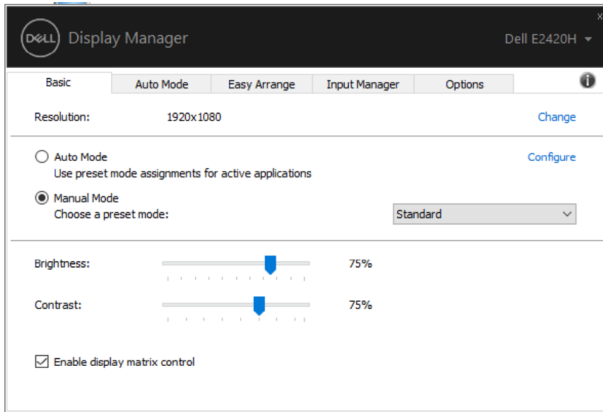 DELL Display Manager
x
Dell E2420H
Basic Auto Mode Easy Arrange Input Manager Options
Resolution: 1920x1080 Change
Auto Mode Configure
Use preset mode assignments for active applications
Manual Mode
Choose a preset mode: Standard
Brightness: 75%
Contrast: 75%
Enable display matrix control